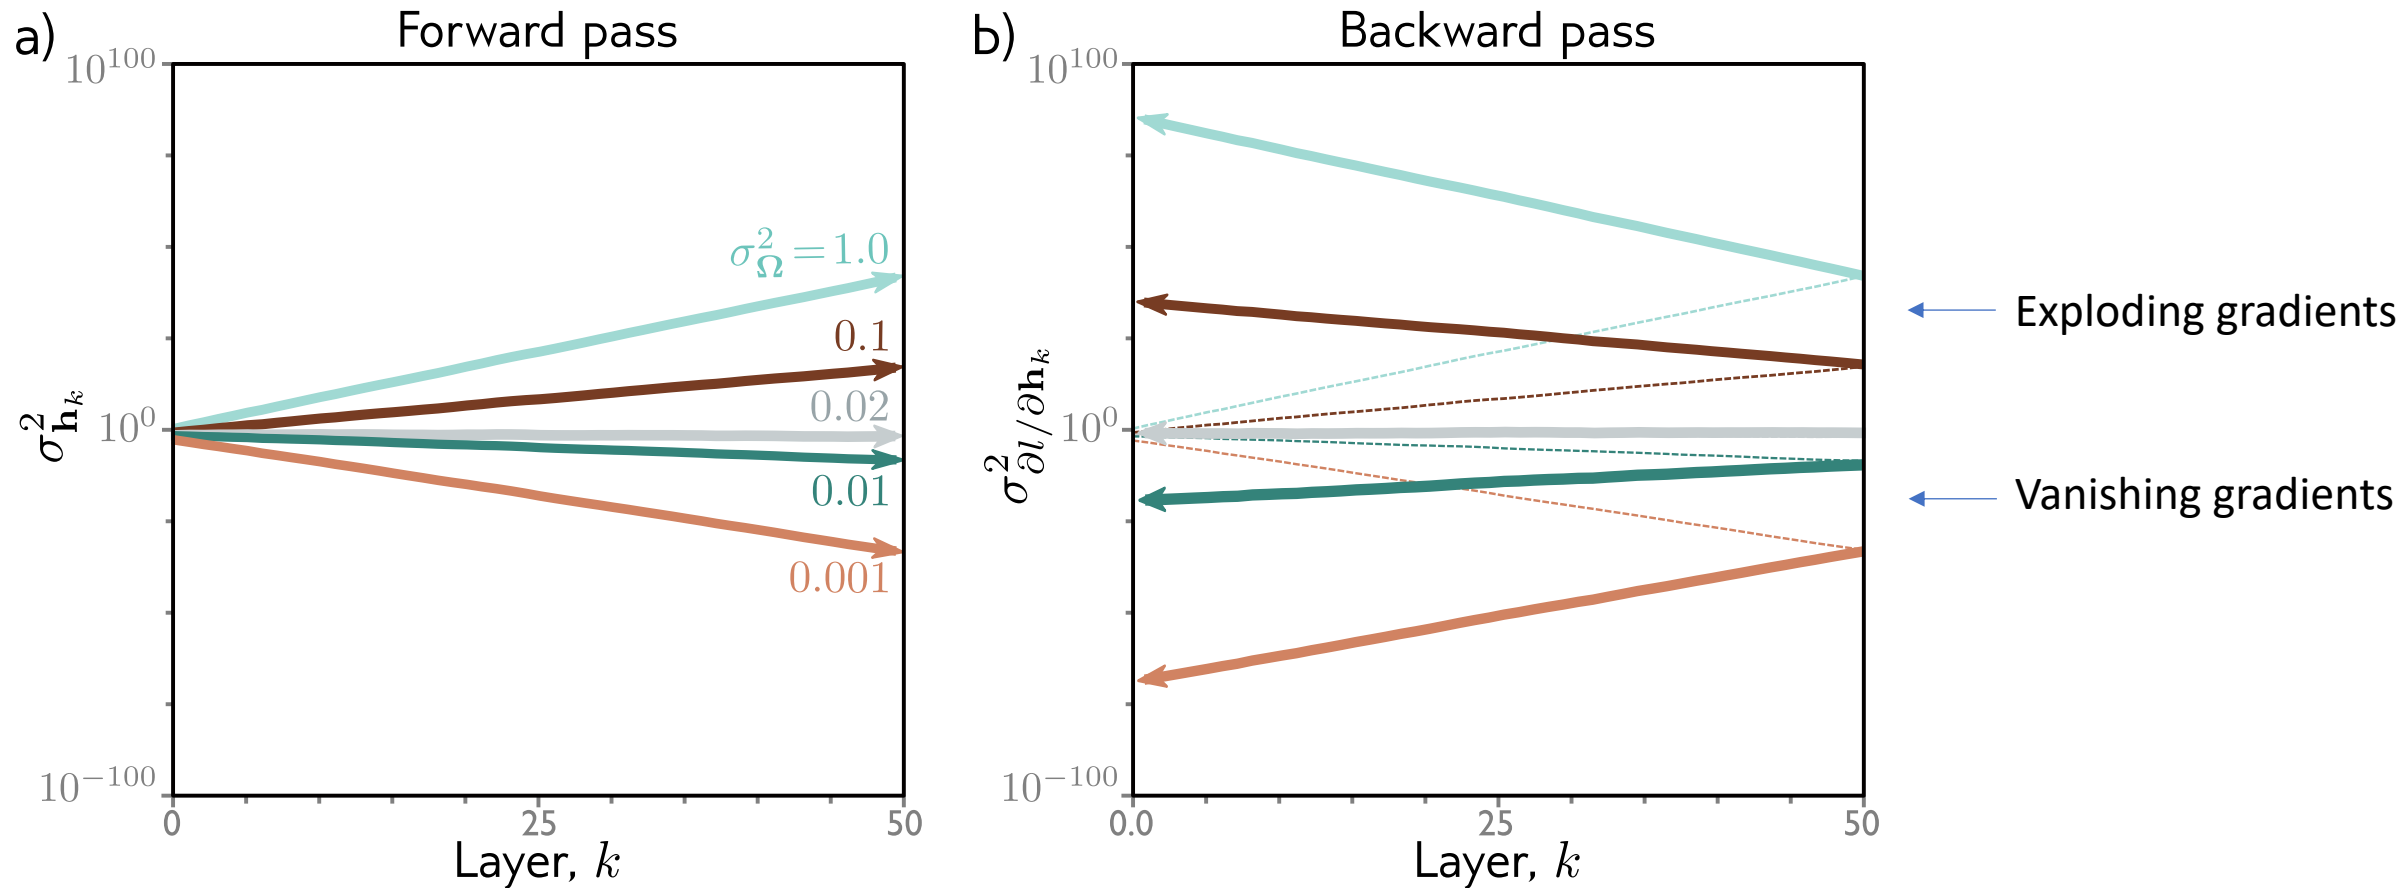 a)
Forward pass
10^100
10^0
10^−100
σ²_{h_k}
σ²_Ω = 1.0
0.1
0.02
0.01
0.001
0
25
50
Layer, k
b)
Backward pass
10^100
10^0
10^−100
σ²_{∂l/∂h_k}
0.0
25
50
Layer, k
Exploding gradients
Vanishing gradients